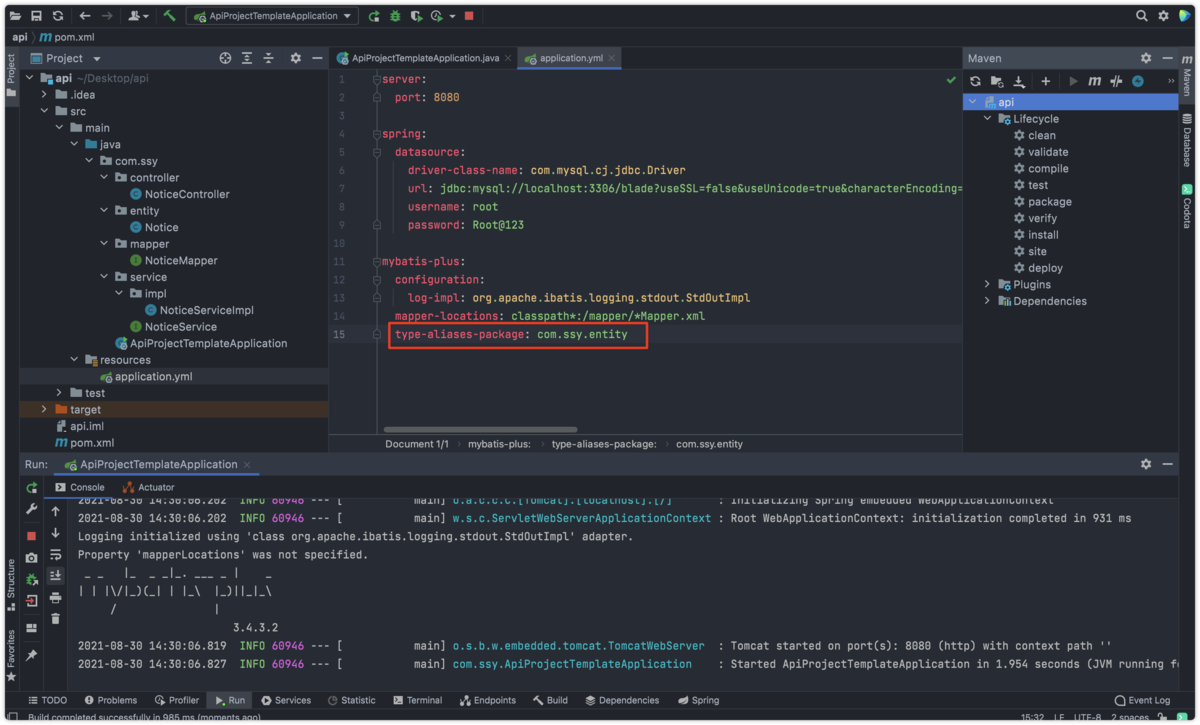 ApiProjectTemplateApplication
api pom.xml
Project
ApiProjectTemplateApplication.java
application.yml
Maven
Project
api ~/Desktop/api
.idea
src
main
java
com.ssy
controller
NoticeController
entity
Notice
mapper
NoticeMapper
service
impl
NoticeServiceImpl
NoticeService
ApiProjectTemplateApplication
resources
application.yml
test
target
api.iml
pom.xml
1 server:
2 port: 8080
3
4 spring:
5 datasource:
6 driver-class-name: com.mysql.cj.jdbc.Driver
7 url: jdbc:mysql://localhost:3306/blade?useSSL=false&useUnicode=true&characterEncoding=
8 username: root
9 password: Root@123
10
11 mybatis-plus:
12 configuration:
13 log-impl: org.apache.ibatis.logging.stdout.StdOutImpl
14 mapper-locations: classpath*:/mapper/*Mapper.xml
15 type-aliases-package: com.ssy.entity
Document 1/1 mybatis-plus: type-aliases-package: com.ssy.entity
api
Lifecycle
clean
validate
compile
test
package
verify
install
site
deploy
Plugins
Dependencies
Maven
Database
Codota
Run: ApiProjectTemplateApplication
Console Actuator
2021-08-30 14:30:06.202 INFO 60946 --- [ main] o.a.c.c.C.[Tomcat].[localhost].[/] : Initializing Spring embedded WebApplicationContext
2021-08-30 14:30:06.202 INFO 60946 --- [ main] w.s.c.ServletWebServerApplicationContext : Root WebApplicationContext: initialization completed in 931 ms
Logging initialized using 'class org.apache.ibatis.logging.stdout.StdOutImpl' adapter.
Property 'mapperLocations' was not specified.
_ _ |_ _ _|_. ___ _ | _
| | |\/|_)(_| | |_\ |_)||_|_\
/ |
3.4.3.2
2021-08-30 14:30:06.819 INFO 60946 --- [ main] o.s.b.w.embedded.tomcat.TomcatWebServer : Tomcat started on port(s): 8080 (http) with context path ''
2021-08-30 14:30:06.827 INFO 60946 --- [ main] com.ssy.ApiProjectTemplateApplication : Started ApiProjectTemplateApplication in 1.954 seconds (JVM running f
Structure
Favorites
TODO Problems Profiler Run Services Statistic Terminal Endpoints Build Dependencies Spring Event Log
Build completed successfully in 985 ms (moments ago) 15:32 LF UTF-8 2 spaces